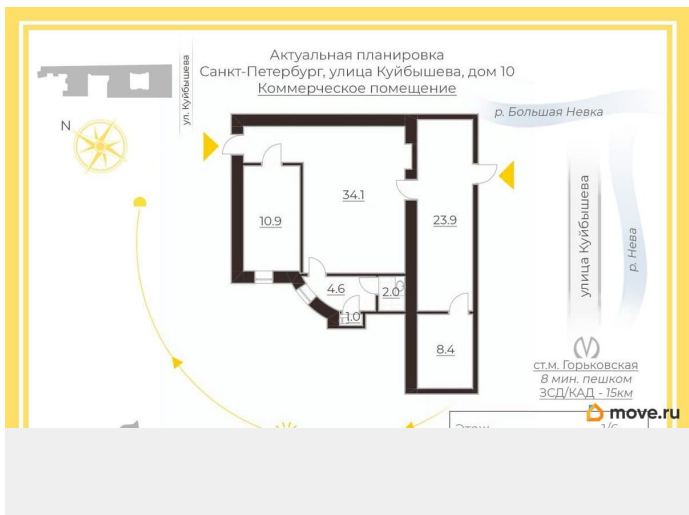 Актуальная планировка
Санкт-Петербург, улица Куйбышева, дом 10
Коммерческое помещение
ул. Куйбышева
N
р. Большая Невка
34.1
10.9
23.9
4.6
2.0
1.0
8.4
улица Куйбышева
р. Нева
ст.м. Горьковская
8 мин. пешком
ЗСД/КАД - 15км
move.ru